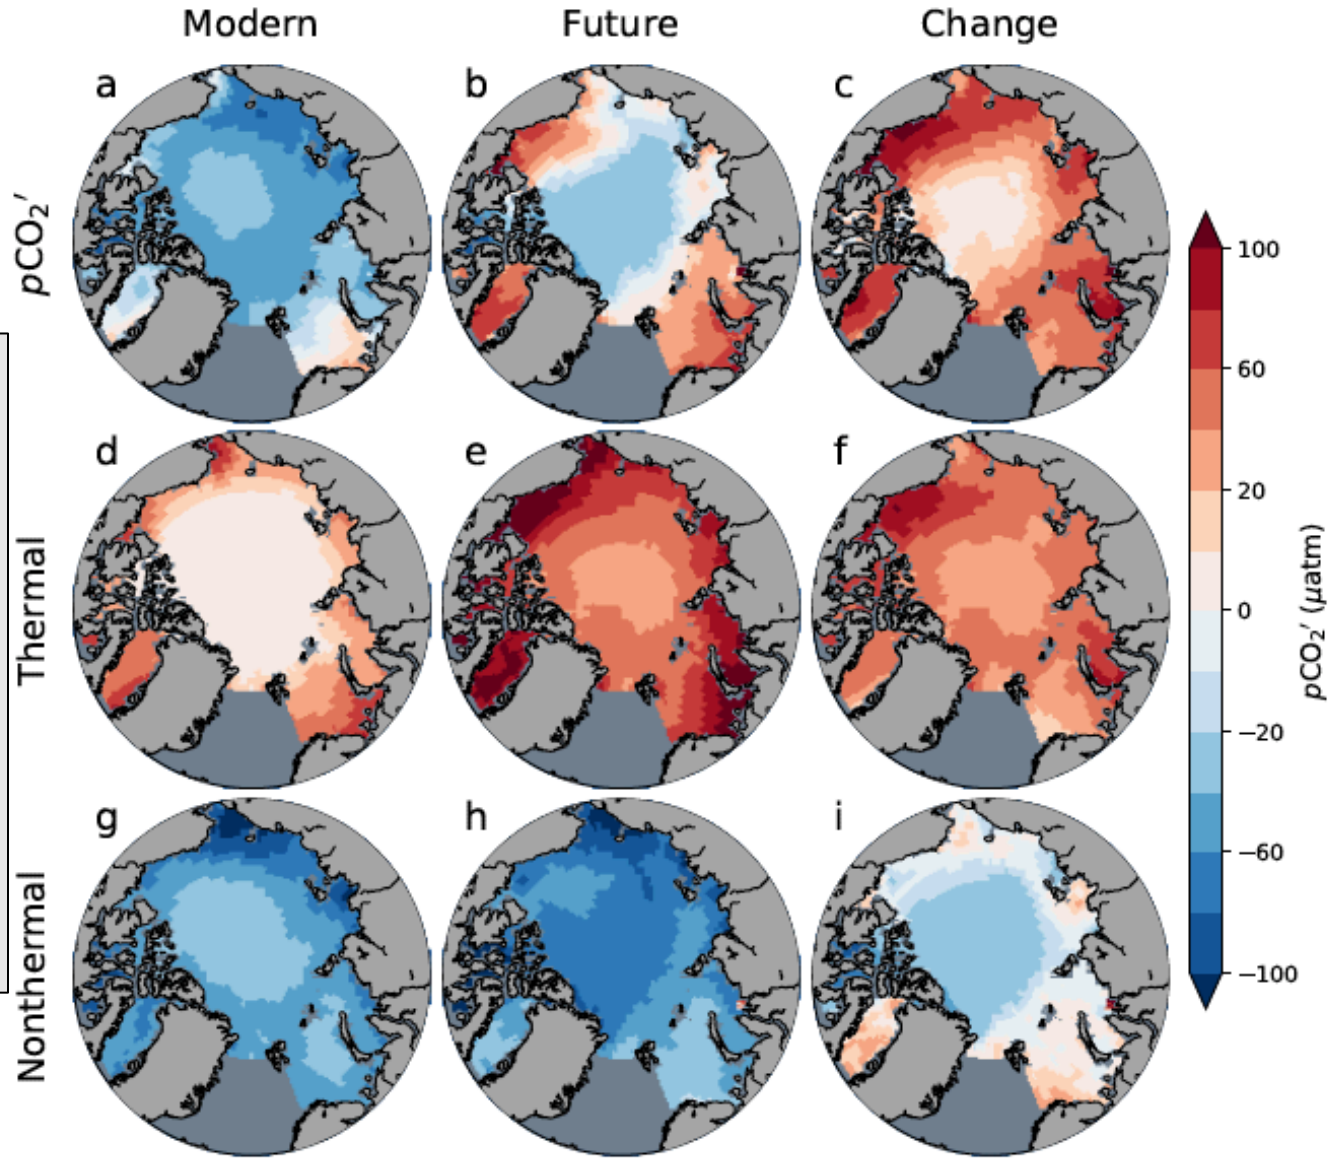 Modern Future Change
a b c
pCO₂′
d e f
Thermal
g h i
Nonthermal
100
60
20
0
−20
−60
−100
pCO₂′ (μatm)